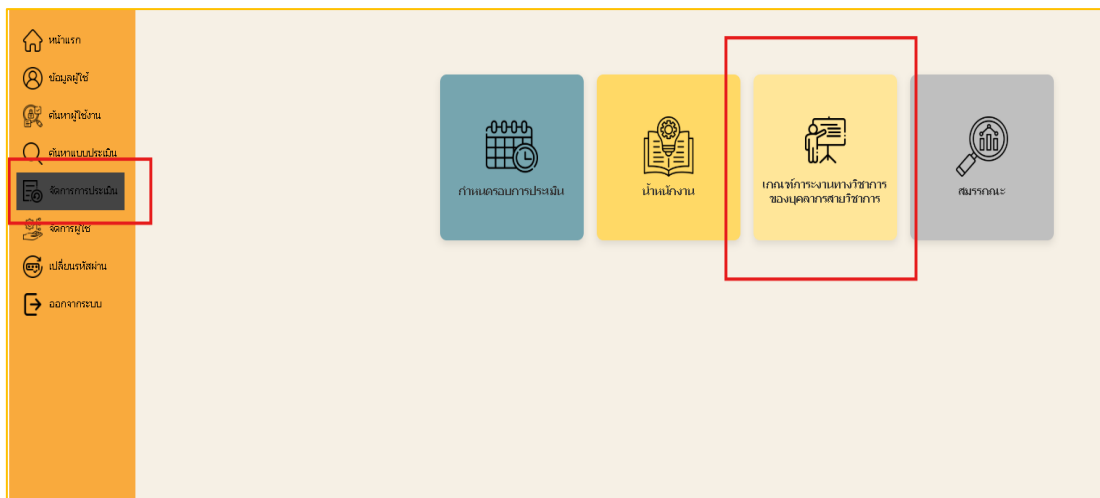 หน้าแรก
ข้อมูลผู้ใช้
ค้นหาผู้ใช้งาน
ค้นหาแบบประเมิน
จัดการการประเมิน
จัดการผู้ใช้
เปลี่ยนรหัสผ่าน
ออกจากระบบ
กำหนดรอบการประเมิน
น้ำหนักงาน
เกณฑ์ภาระงานทางวิชาการ
ของบุคลากรสายวิชาการ
สมรรถนะ